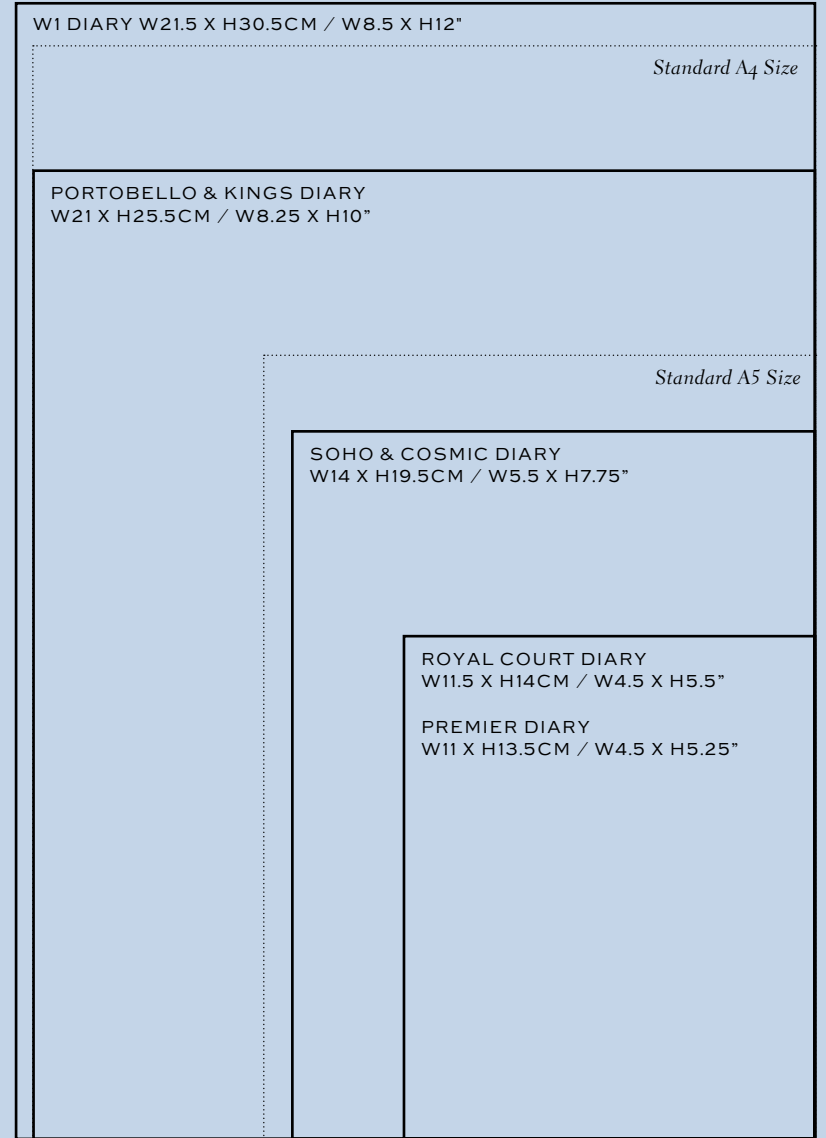 W1 DIARY W21.5 X H30.5CM / W8.5 X H12"
Standard A4 Size
PORTOBELLO & KINGS DIARY
W21 X H25.5CM / W8.25 X H10”
Standard A5 Size
SOHO & COSMIC DIARY
W14 X H19.5CM / W5.5 X H7.75”
ROYAL COURT DIARY
W11.5 X H14CM / W4.5 X H5.5”
PREMIER DIARY
W11 X H13.5CM / W4.5 X H5.25”